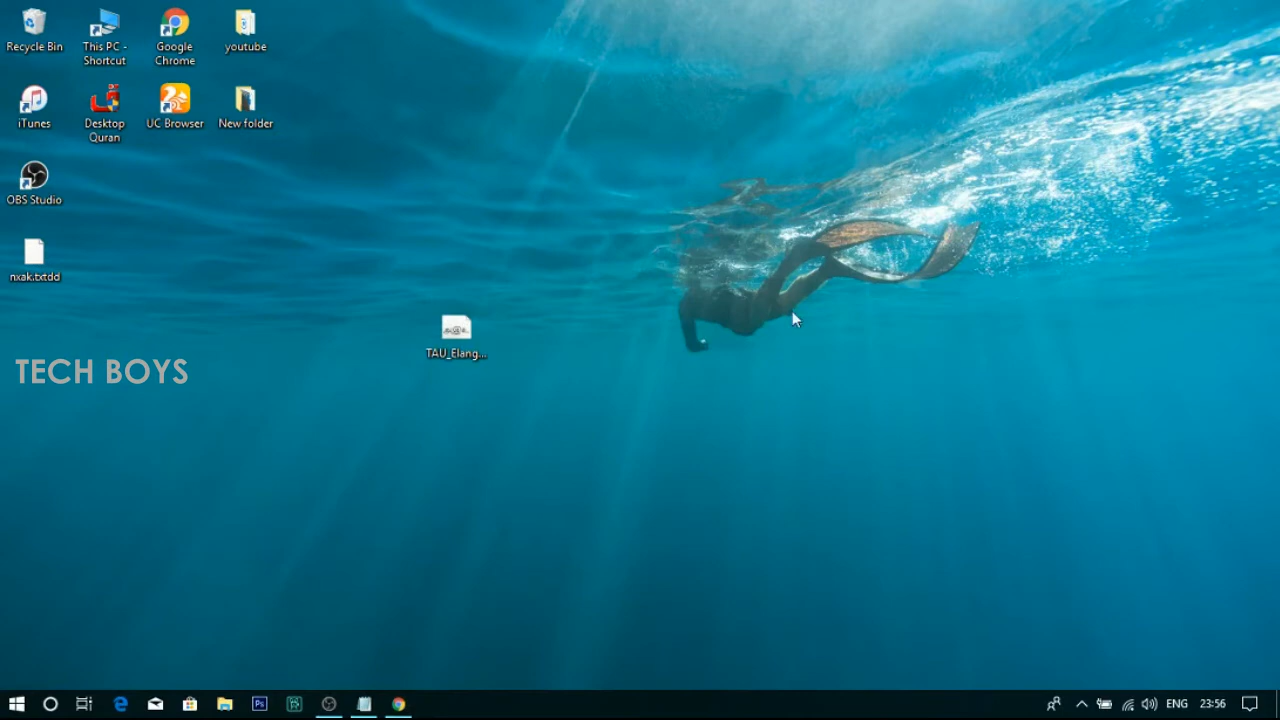 Recycle Bin
This PC -
Shortcut
Google
Chrome
youtube
iTunes
Desktop
Quran
UC Browser
New folder
OBS Studio
nxak.txtdd
TAU_Elang...
TECH BOYS
Ps
ENG
23:56